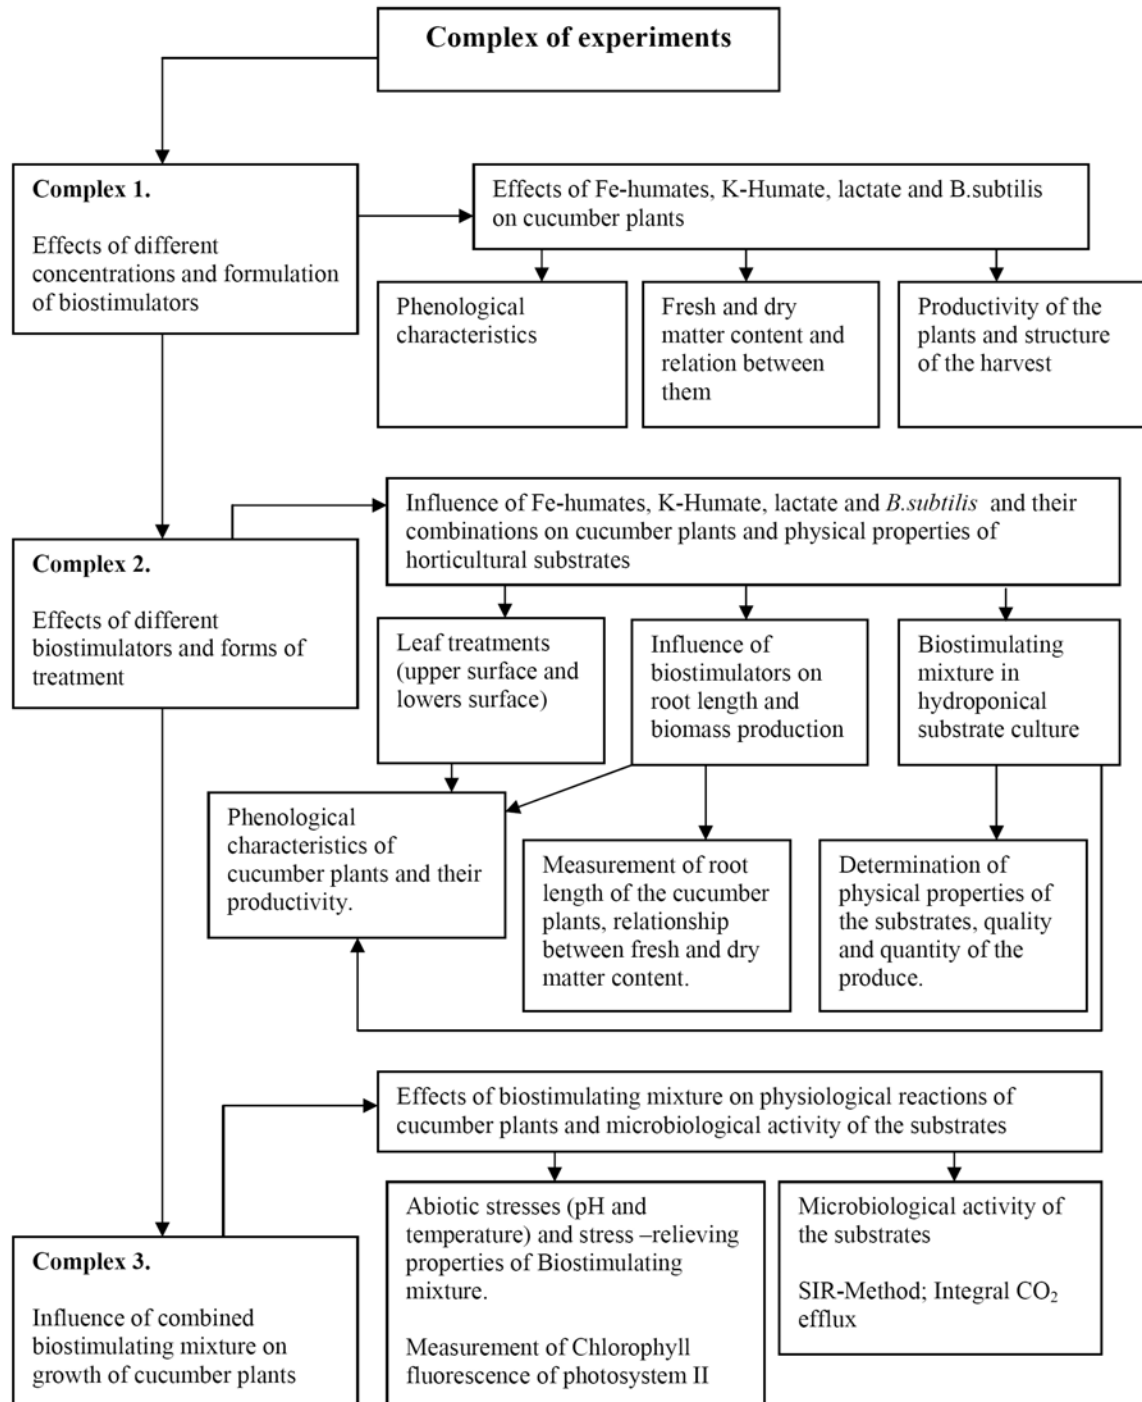 Complex of experiments
Complex 1.
Effects of different
concentrations and formulation
of biostimulators
Effects of Fe-humates, K-Humate, lactate and B.subtilis
on cucumber plants
Phenological
characteristics
Fresh and dry
matter content and
relation between
them
Productivity of the
plants and structure
of the harvest
Complex 2.
Effects of different
biostimulators and forms of
treatment
Influence of Fe-humates, K-Humate, lactate and B.subtilis and their
combinations on cucumber plants and physical properties of
horticultural substrates
Leaf treatments
(upper surface and
lowers surface)
Influence of
biostimulators on
root length and
biomass production
Biostimulating
mixture in
hydroponical
substrate culture
Phenological
characteristics of
cucumber plants and their
productivity.
Measurement of root
length of the cucumber
plants, relationship
between fresh and dry
matter content.
Determination of
physical properties of
the substrates, quality
and quantity of the
produce.
Complex 3.
Influence of combined
biostimulating mixture on
growth of cucumber plants
Effects of biostimulating mixture on physiological reactions of
cucumber plants and microbiological activity of the substrates
Abiotic stresses (pH and
temperature) and stress –relieving
properties of Biostimulating
mixture.
Measurement of Chlorophyll
fluorescence of photosystem II
Microbiological activity of
the substrates
SIR-Method; Integral CO₂
efflux